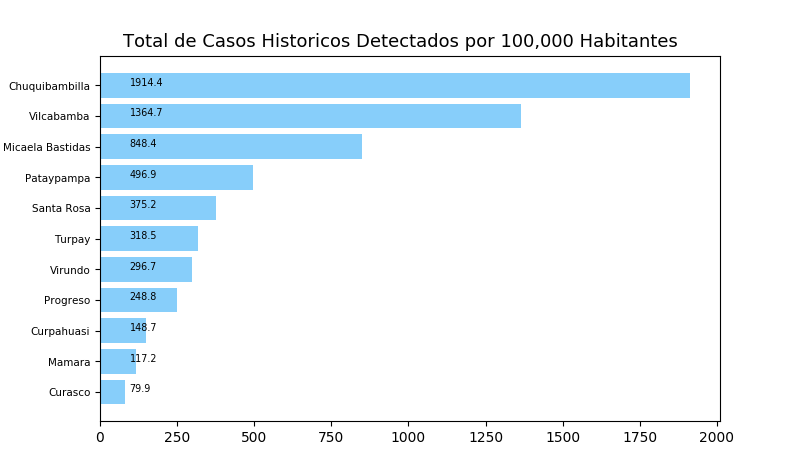 Total de Casos Historicos Detectados por 100,000 Habitantes
Chuquibambilla 1914.4
Vilcabamba 1364.7
Micaela Bastidas 848.4
Pataypampa 496.9
Santa Rosa 375.2
Turpay 318.5
Virundo 296.7
Progreso 248.8
Curpahuasi 148.7
Mamara 117.2
Curasco 79.9
0 250 500 750 1000 1250 1500 1750 2000